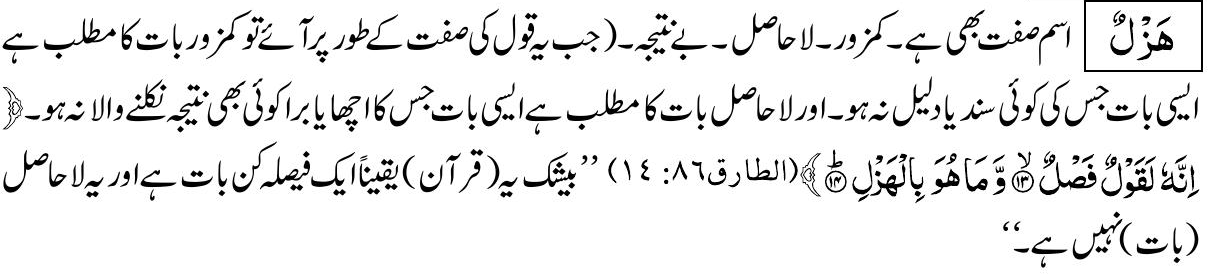 هَزْلٌ اسم صفت بھی ہے۔ کمزور۔ لاحاصل۔ بے نتیجہ۔ (جب یہ قول کی صفت کے طور پر آئے تو کمزور بات کا مطلب ہے
ایسی بات جس کی کوئی سند یا دلیل نہ ہو۔ اور لاحاصل بات کا مطلب ہے ایسی بات جس کا اچھا یا برا کوئی بھی نتیجہ نکلنے والا نہ ہو۔ ﴿
اِنَّهٗ لَقَوْلٌ فَصْلٌ ۙ۱۳ وَّ مَا هُوَ بِالْهَزْلِ ؕ۱۴ ﴾ (الطارق ۸۶: ۱۴) ’’بیشک یہ (قرآن) یقیناً ایک فیصلہ کن بات ہے اور یہ لاحاصل
(بات) نہیں ہے۔‘‘